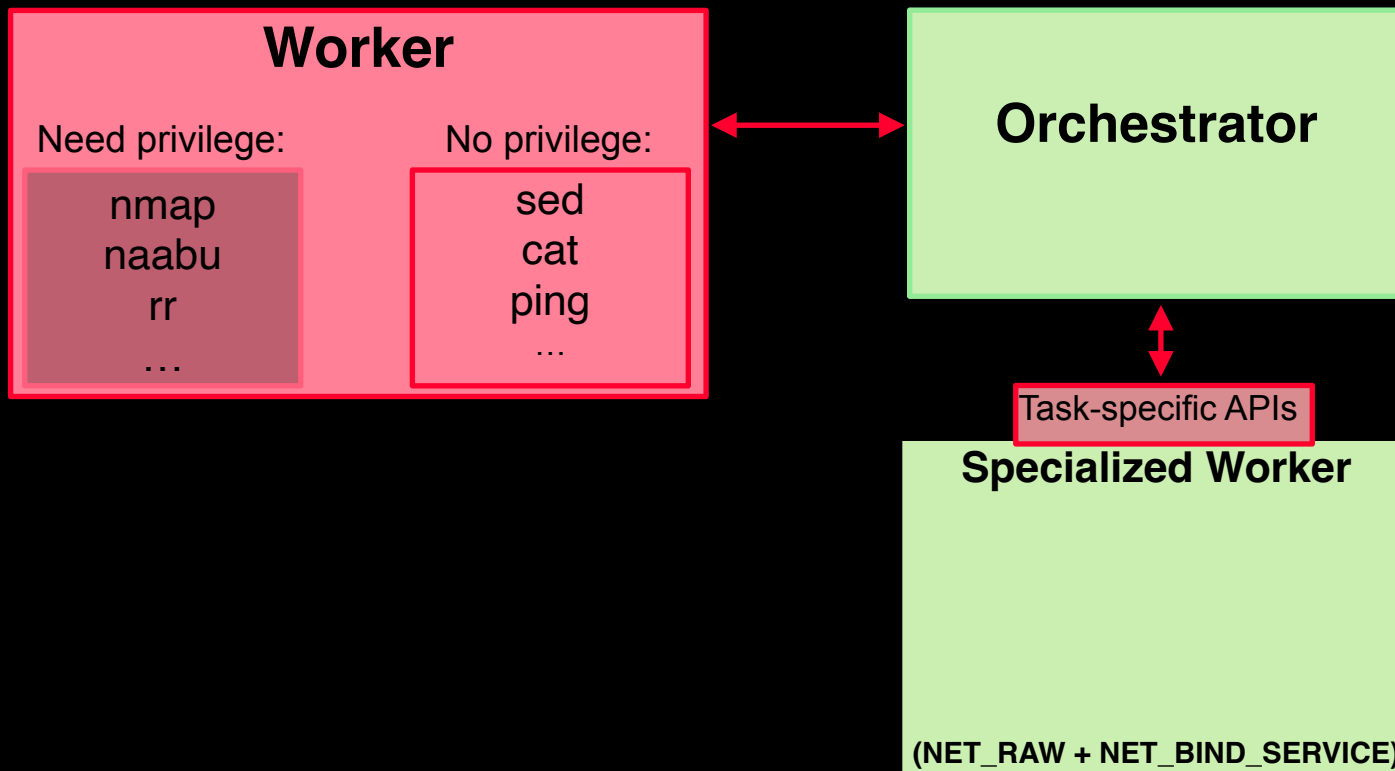 Worker
Need privilege:
nmap
naabu
rr
...
No privilege:
sed
cat
ping
...
Orchestrator
Task-specific APIs
Specialized Worker
(NET_RAW + NET_BIND_SERVICE)